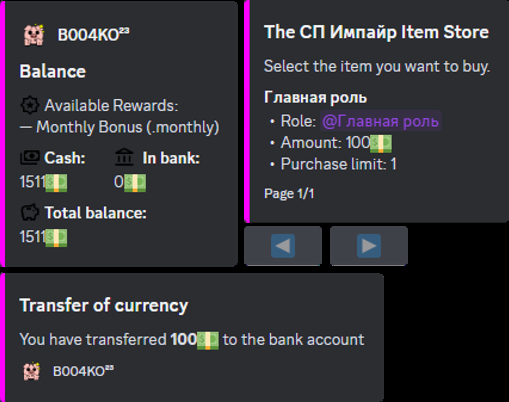 B004KO²³
Balance
Available Rewards:
— Monthly Bonus (.monthly)
Cash: In bank:
1511 0
Total balance:
1511
The СП Импайр Item Store
Select the item you want to buy.
Главная роль
• Role: @Главная роль
• Amount: 100
• Purchase limit: 1
Page 1/1
Transfer of currency
You have transferred 100 to the bank account
B004KO²³